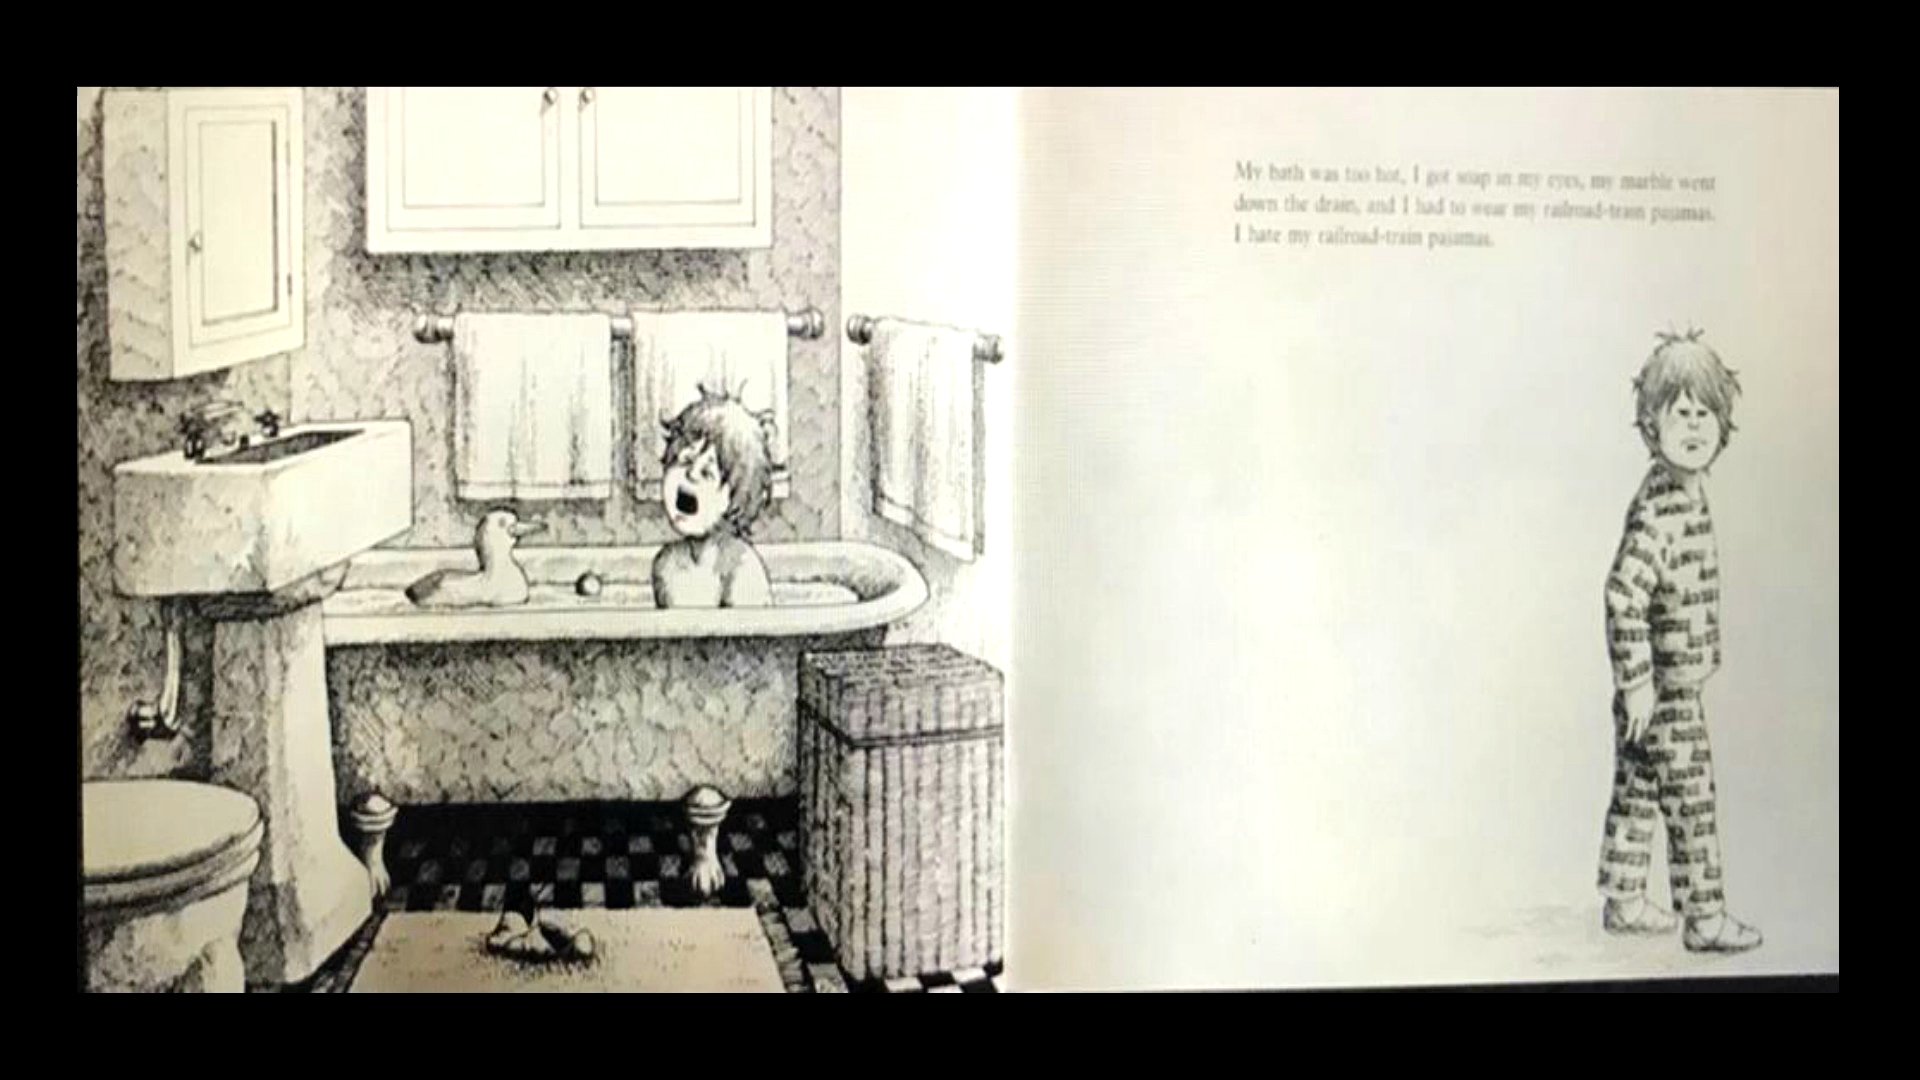 My bath was too hot, I got soap in my eyes, my marble went
down the drain, and I had to wear my railroad-train pajamas.
I hate my railroad-train pajamas.